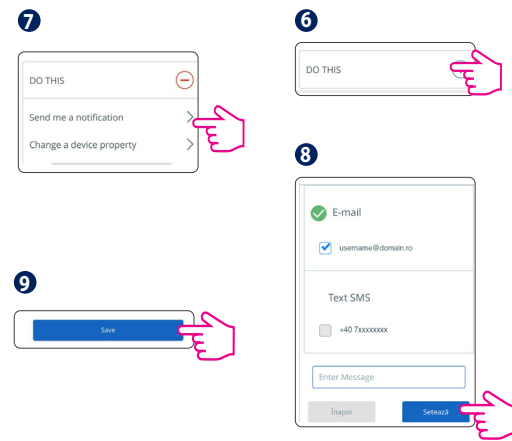 7
DO THIS
Send me a notification
Change a device property
6
DO THIS
8
E-mail
username@domain.ro
Text SMS
+40 7xxxxxxxx
Enter Message
Înapoi
Setează
9
Save